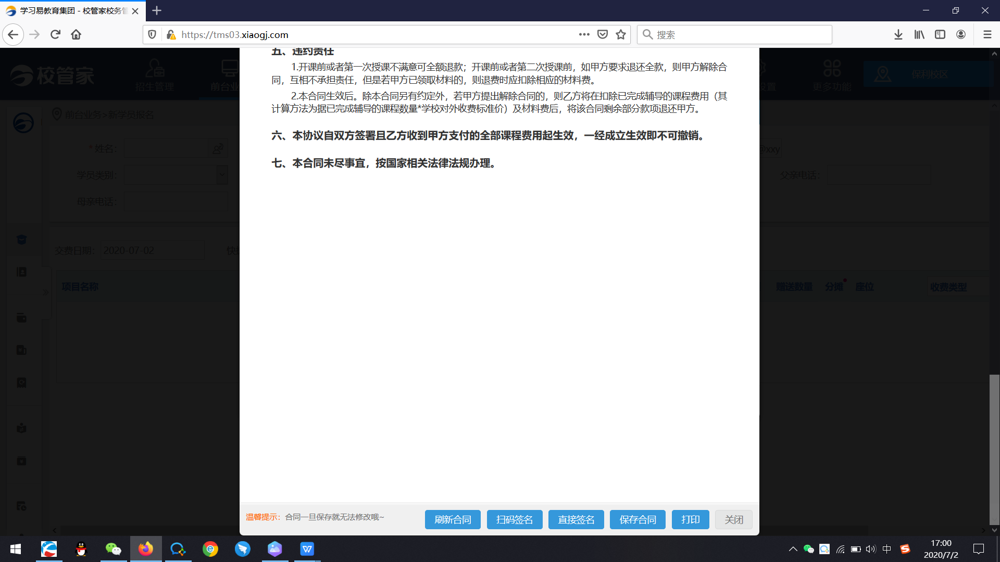 学习易教育集团 - 校管家校务管
https://tms03.xiaogj.com
搜索
校管家
招生管理
前台业
设置
更多功能
保利校区
前台业务>新学员报名
* 姓名：
@xxy
学员类别：
父亲电话：
母亲电话：
交费日期：
2020-07-02
快
项目名称
赠送数量
分摊
座位
收费类型
五、违约责任
1.开课前或者第一次授课不满意可全额退款；开课前或者第二次授课前，如甲方要求退还全款，则甲方解除合
同，互相不承担责任，但是若甲方已领取材料的，则退费时应扣除相应的材料费。
2.本合同生效后。除本合同另有约定外，若甲方提出解除合同的，则乙方将在扣除已完成辅导的课程费用（其
计算方法为据已完成辅导的课程数量*学校对外收费标准价）及材料费后，将该合同剩余部分款项退还甲方。
六、本协议自双方签署且乙方收到甲方支付的全部课程费用起生效，一经成立生效即不可撤销。
七、本合同未尽事宜，按国家相关法律法规办理。
温馨提示：合同一旦保存就无法修改哦~
刷新合同
扫码签名
直接签名
保存合同
打印
关闭
中
17:00
2020/7/2